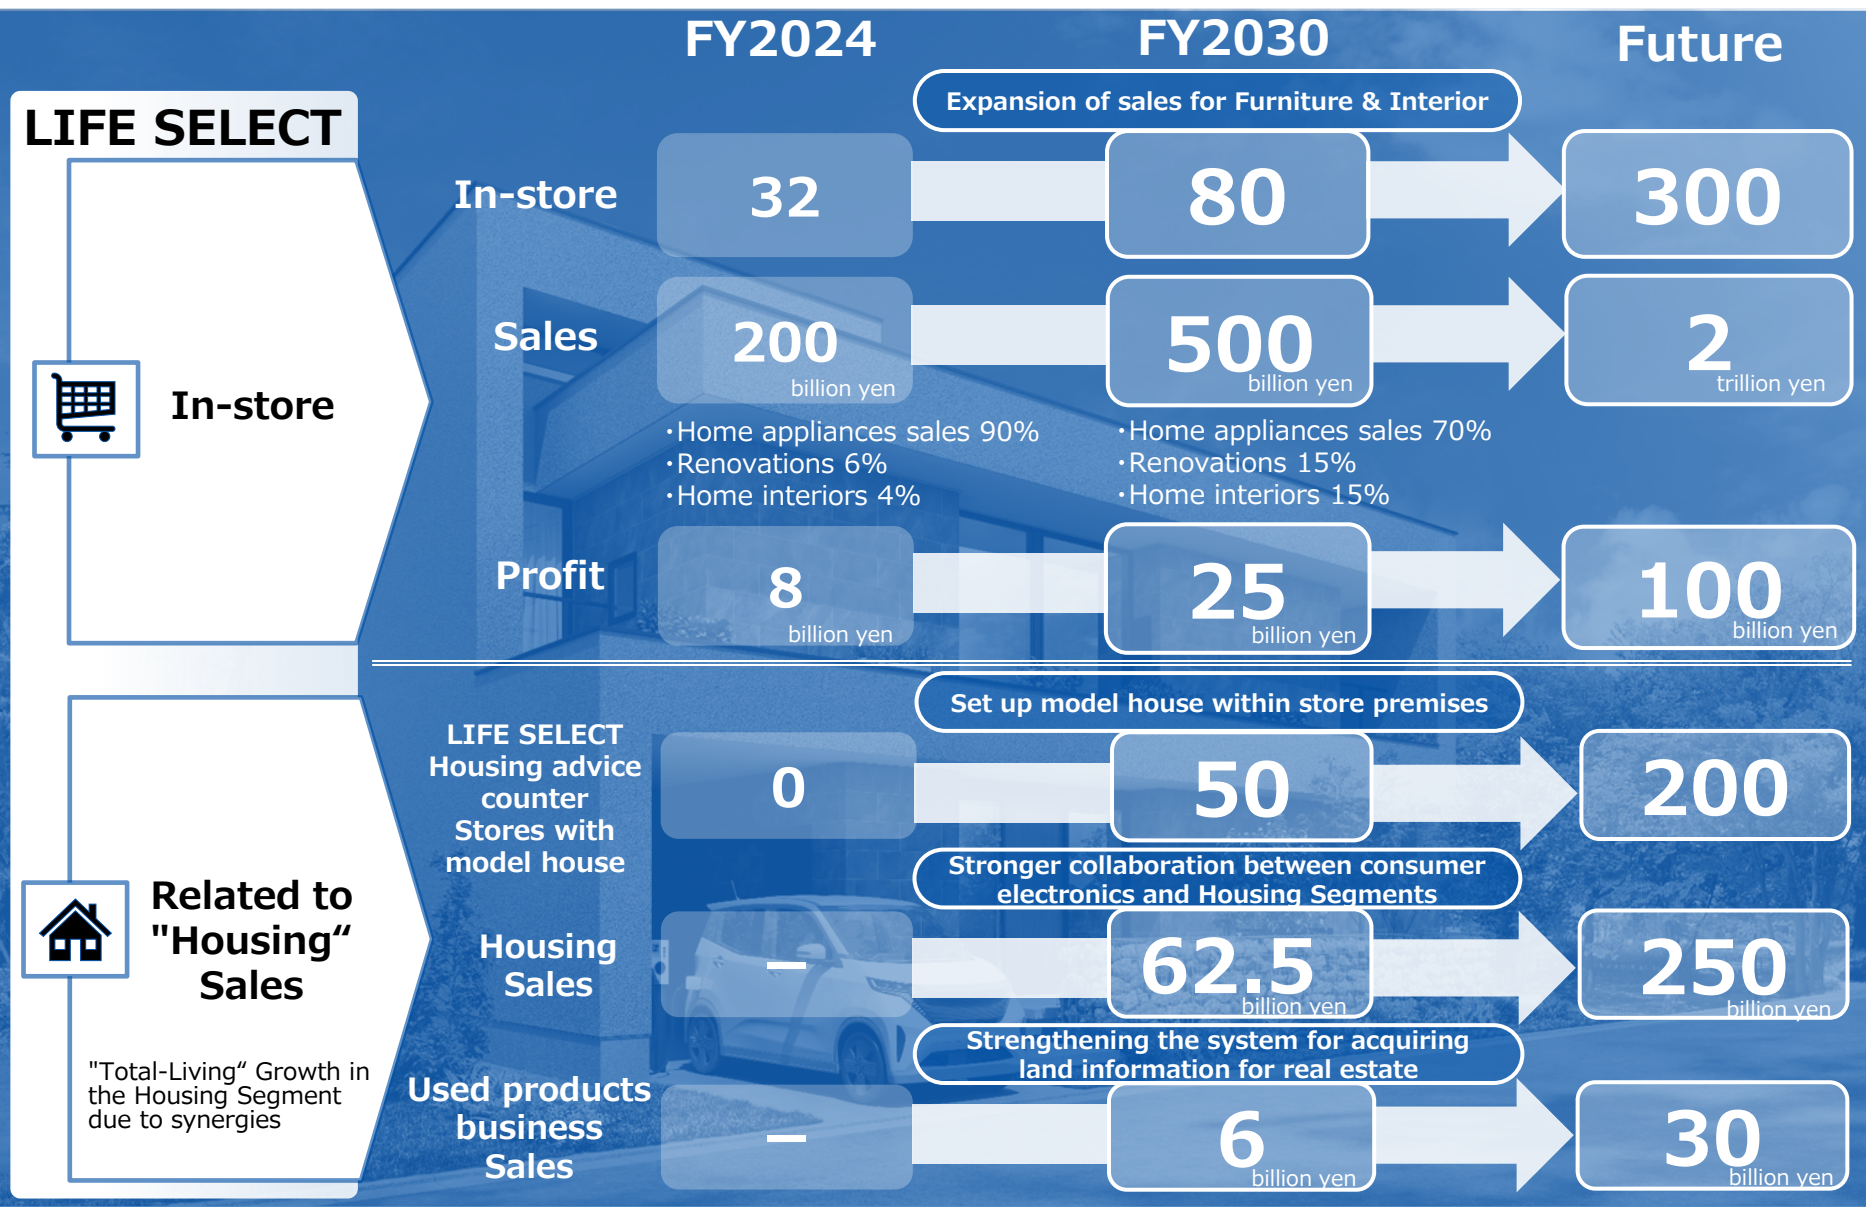 FY2024
FY2030
Future
Expansion of sales for Furniture & Interior
LIFE SELECT
In-store
32
80
300
Sales
200
billion yen
500
billion yen
2
trillion yen
In-store
・Home appliances sales 90%
・Renovations 6%
・Home interiors 4%
・Home appliances sales 70%
・Renovations 15%
・Home interiors 15%
Profit
8
billion yen
25
billion yen
100
billion yen
Set up model house within store premises
LIFE SELECT
Housing advice
counter
Stores with
model house
0
50
200
Stronger collaboration between consumer
electronics and Housing Segments
Related to
"Housing“
Sales
Housing
Sales
–
62.5
billion yen
250
billion yen
Strengthening the system for acquiring
land information for real estate
"Total-Living“ Growth in
the Housing Segment
due to synergies
Used products
business
Sales
–
6
billion yen
30
billion yen